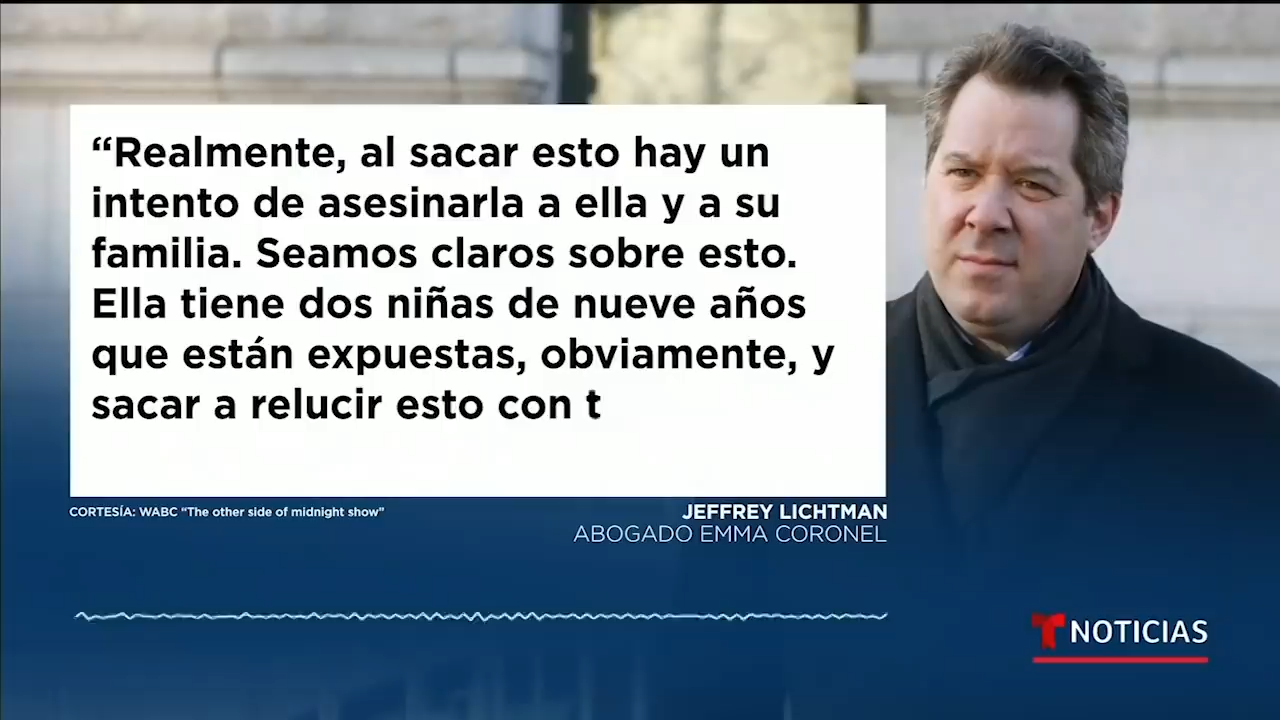 “Realmente, al sacar esto hay un
intento de asesinarla a ella y a su
familia. Seamos claros sobre esto.
Ella tiene dos niñas de nueve años
que están expuestas, obviamente, y
sacar a relucir esto con t
CORTESÍA: WABC “The other side of midnight show”
JEFFREY LICHTMAN
ABOGADO EMMA CORONEL
NOTICIAS